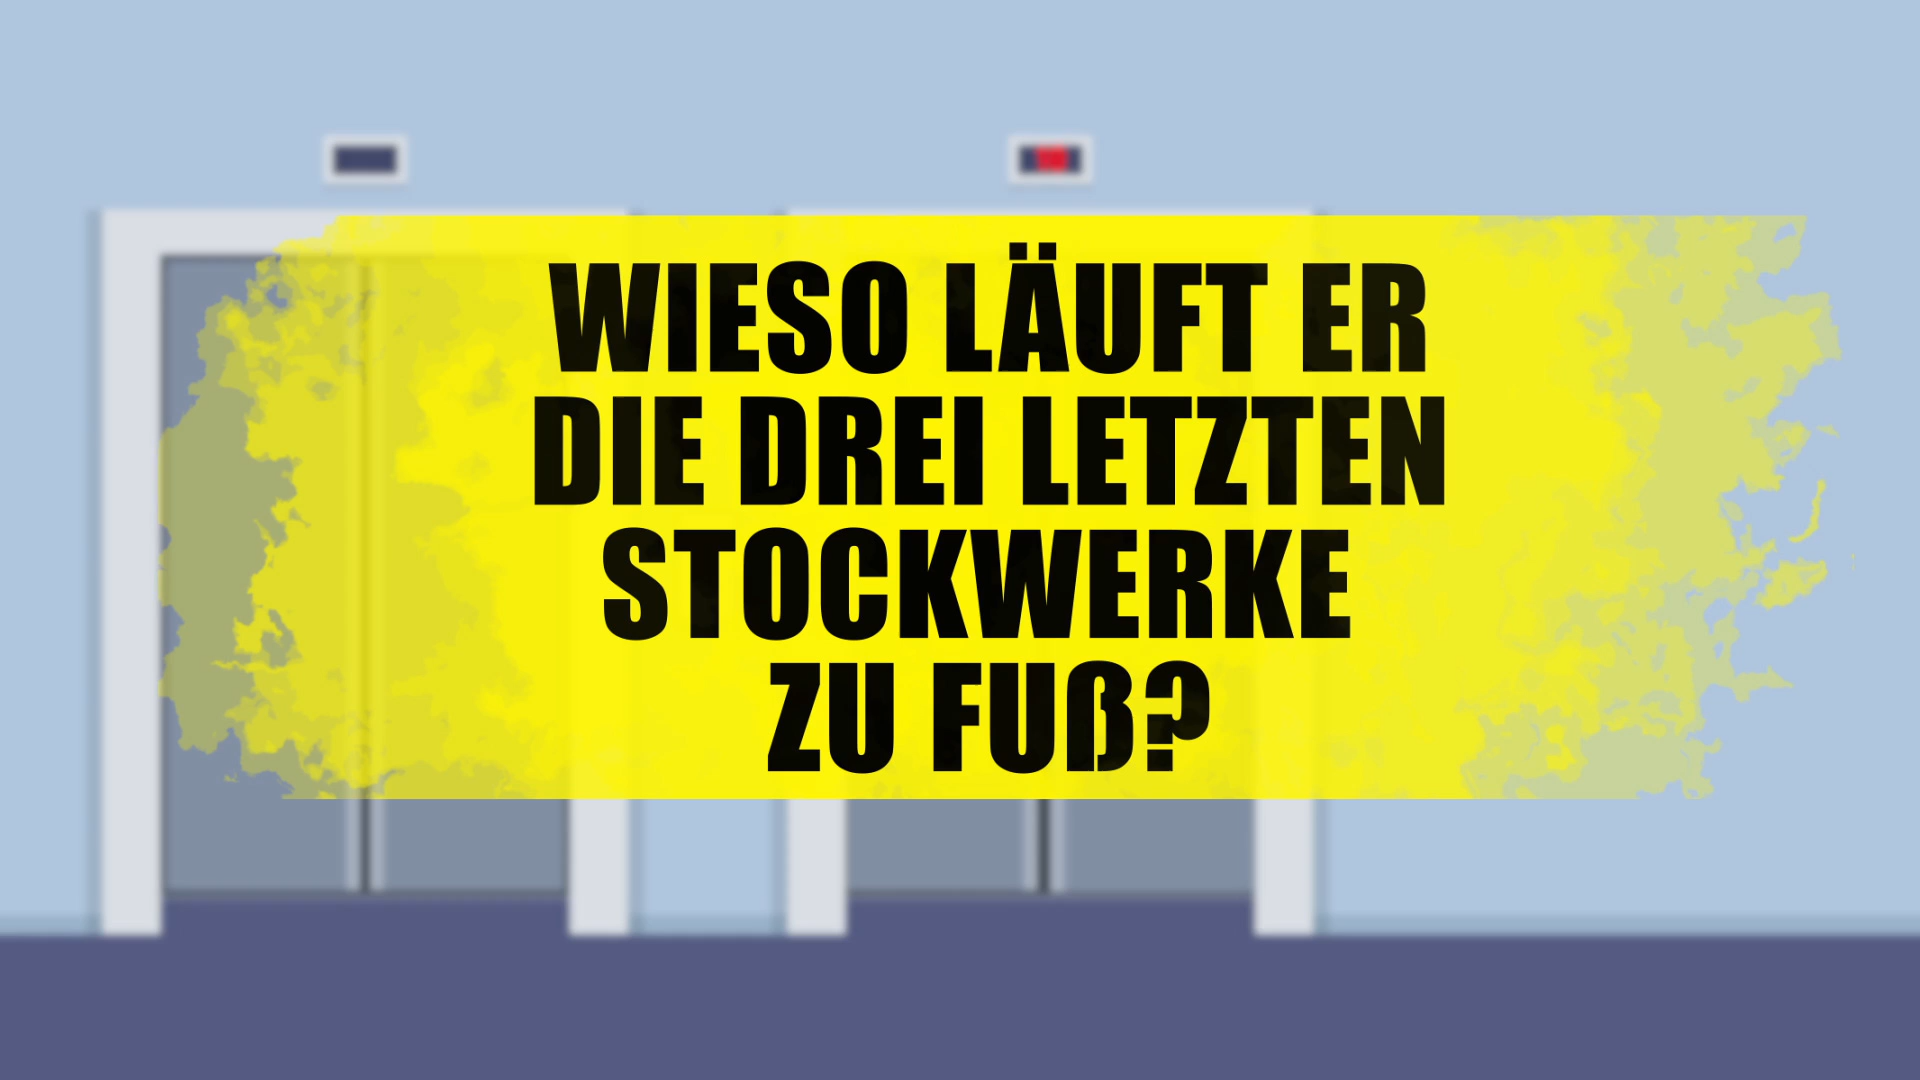 WIESO LÄUFT ER
DIE DREI LETZTEN
STOCKWERKE
ZU FUß?